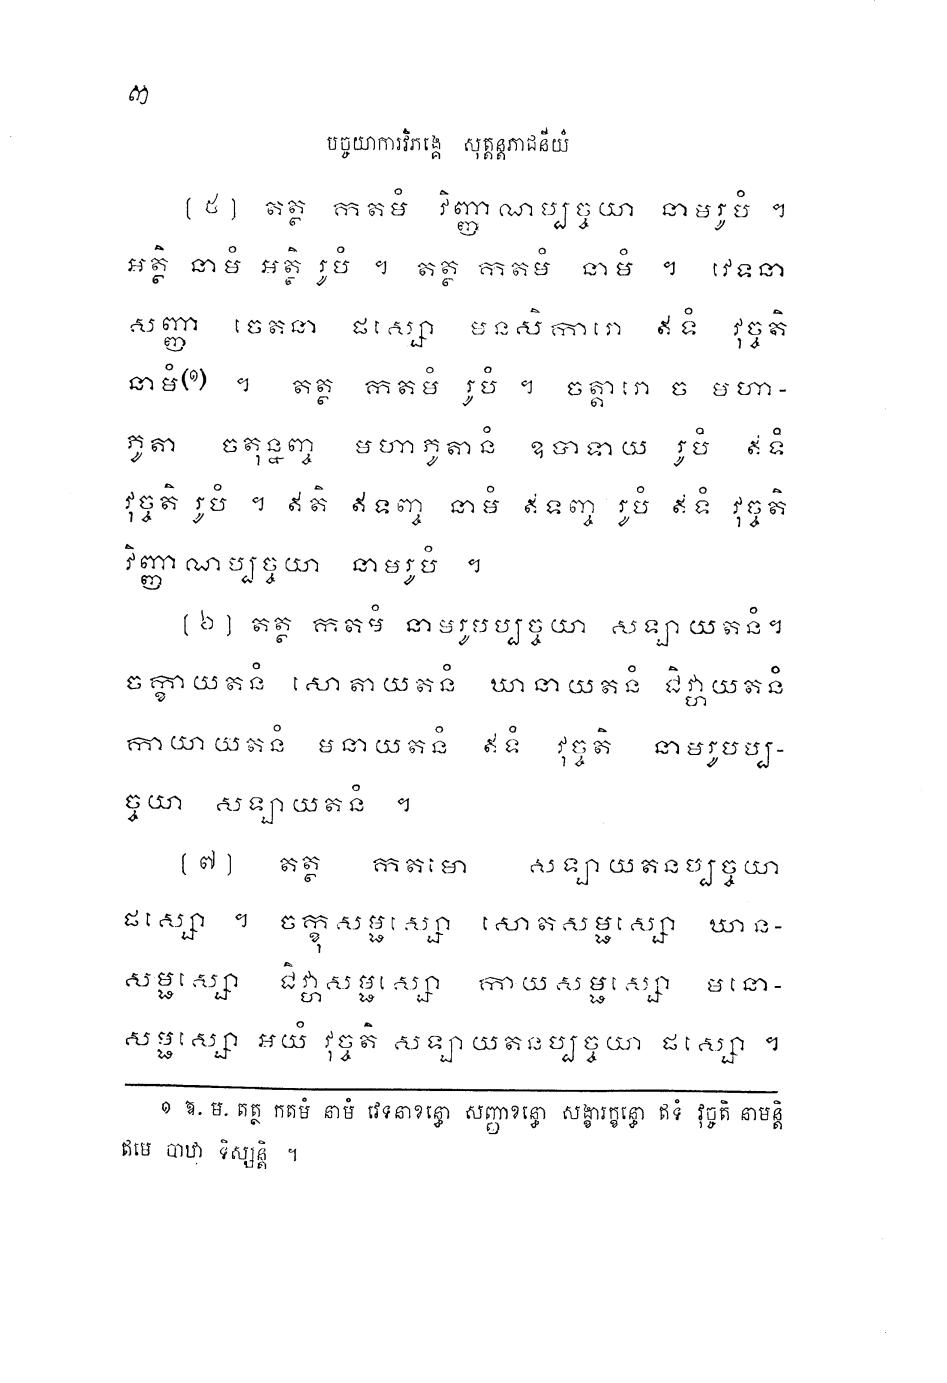 ៣
បច្ចយាការវិភង្គេ សុត្តន្តភាជនីយំ
[ ៥ ] តត្ថ កតមំ វិញ្ញាណប្បច្ចយា នាមរូបំ ។
អត្ថិ នាមំ អត្ថិ រូបំ ។ តត្ថ កតមំ នាមំ ។ វេទនា
សញ្ញា ចេតនា ផស្សោ មនសិការោ ឥទំ វុច្ចតិ
នាមំ(១) ។ តត្ថ កតមំ រូបំ ។ ចត្តារោ ច មហា-
ភូតា ចតុន្នញ្ច មហាភូតានំ ឧបាទាយ រូបំ ឥទំ
វុច្ចតិ រូបំ ។ ឥតិ ឥទញ្ច នាមំ ឥទញ្ច រូបំ ឥទំ វុច្ចតិ
វិញ្ញាណប្បច្ចយា នាមរូបំ ។
[ ៦ ] តត្ថ កតមំ នាមរូបប្បច្ចយា សឡាយតនំ។
ចក្ខាយតនំ សោតាយតនំ ឃានាយតនំ ជិវ្ហាយតនំ
កាយាយតនំ មនាយតនំ ឥទំ វុច្ចតិ នាមរូបប្ប-
ច្ចយា សឡាយតនំ ។
[ ៧ ] តត្ថ កតមោ សឡាយតនប្បច្ចយា
ផស្សោ ។ ចក្ខុសម្ផស្សោ សោតសម្ផស្សោ ឃាន-
សម្ផស្សោ ជិវ្ហាសម្ផស្សោ កាយសម្ផស្សោ មនោ-
សម្ផស្សោ អយំ វុច្ចតិ សឡាយតនប្បច្ចយា ផស្សោ ។
១ ឱ. ម. តត្ថ កតមំ នាមំ វេទនាខន្ធោ សញ្ញាខន្ធោ សង្ខារក្ខន្ធោ ឥទំ វុច្ចតិ នាមន្តិ
ឥមេ បាឋា ទិស្សន្តិ ។